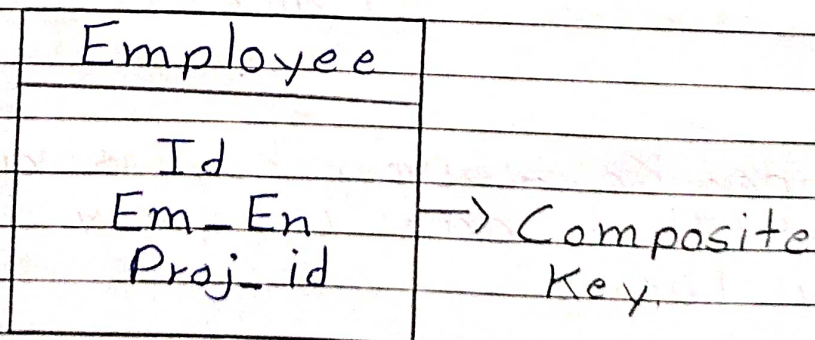 Employee
Id
Em_En
Proj_id
→ Composite
Key.